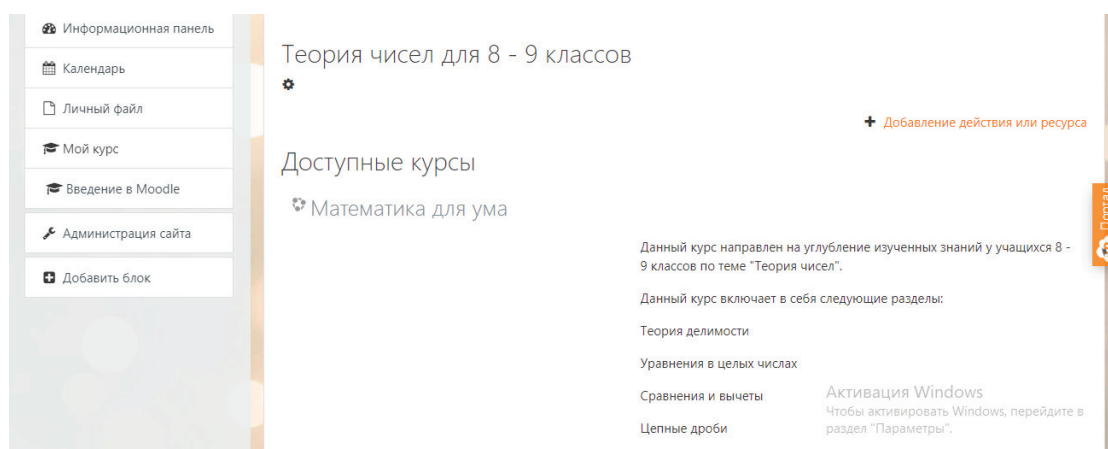 Информационная панель
Календарь
Личный файл
Мой курс
Введение в Moodle
Администрация сайта
Добавить блок
Теория чисел для 8 - 9 классов
Добавление действия или ресурса
Доступные курсы
Математика для ума
Данный курс направлен на углубление изученных знаний у учащихся 8 -
9 классов по теме "Теория чисел".
Данный курс включает в себя следующие разделы:
Теория делимости
Уравнения в целых числах
Сравнения и вычеты
Цепные дроби
Портал
Активация Windows
Чтобы активировать Windows, перейдите в
раздел "Параметры".